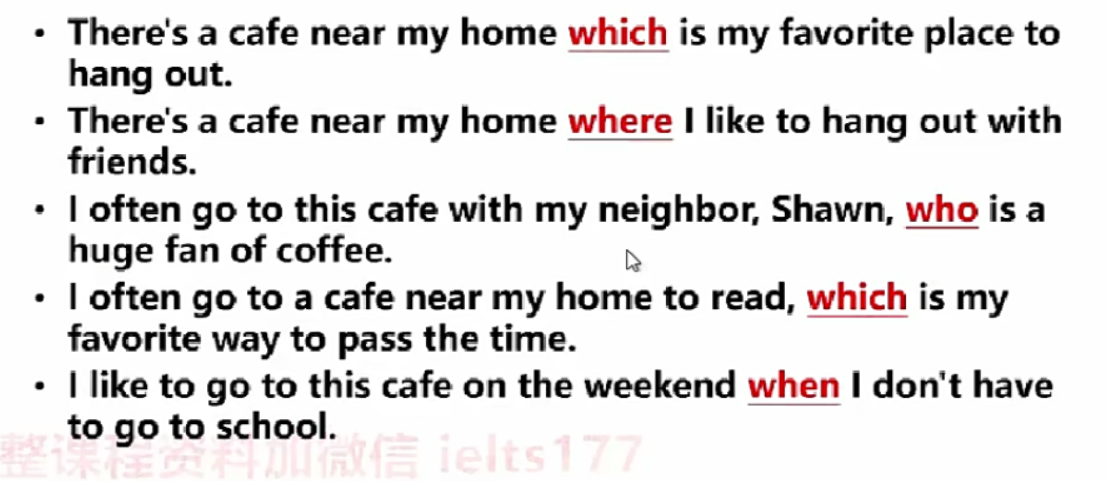 • There's a cafe near my home which is my favorite place to
hang out.
• There's a cafe near my home where I like to hang out with
friends.
• I often go to this cafe with my neighbor, Shawn, who is a
huge fan of coffee.
• I often go to a cafe near my home to read, which is my
favorite way to pass the time.
• I like to go to this cafe on the weekend when I don't have
to go to school.
整课程资料加微信 ielts177